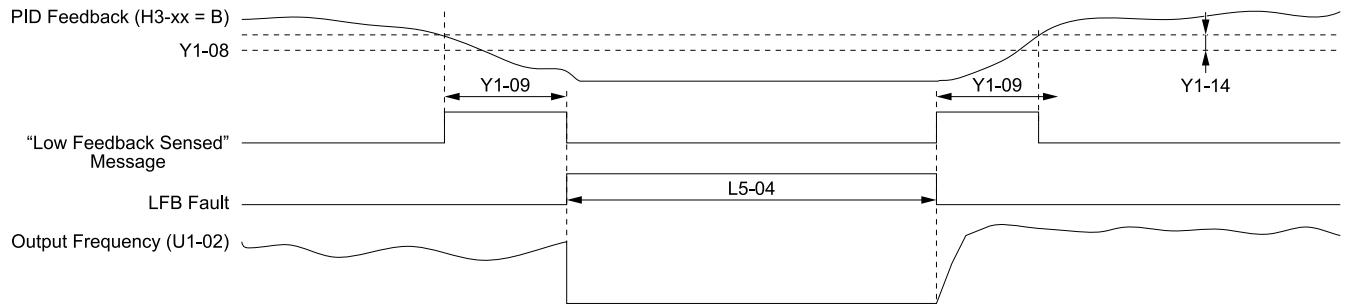 PID Feedback (H3-xx = B)
Y1-08
Y1-09
Y1-09
Y1-14
“Low Feedback Sensed”
Message
L5-04
LFB Fault
Output Frequency (U1-02)